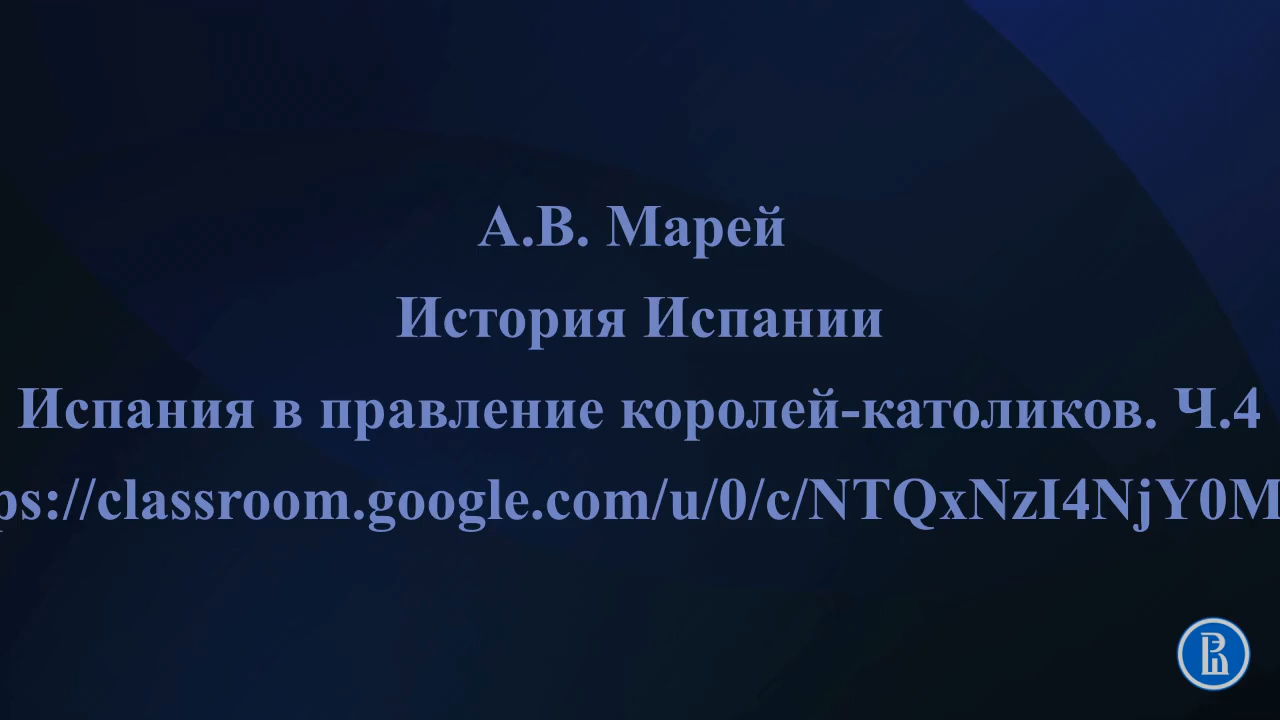 А.В. Марей
История Испании
Испания в правление королей-католиков. Ч.4
ps://classroom.google.com/u/0/c/NTQxNzI4NjY0M